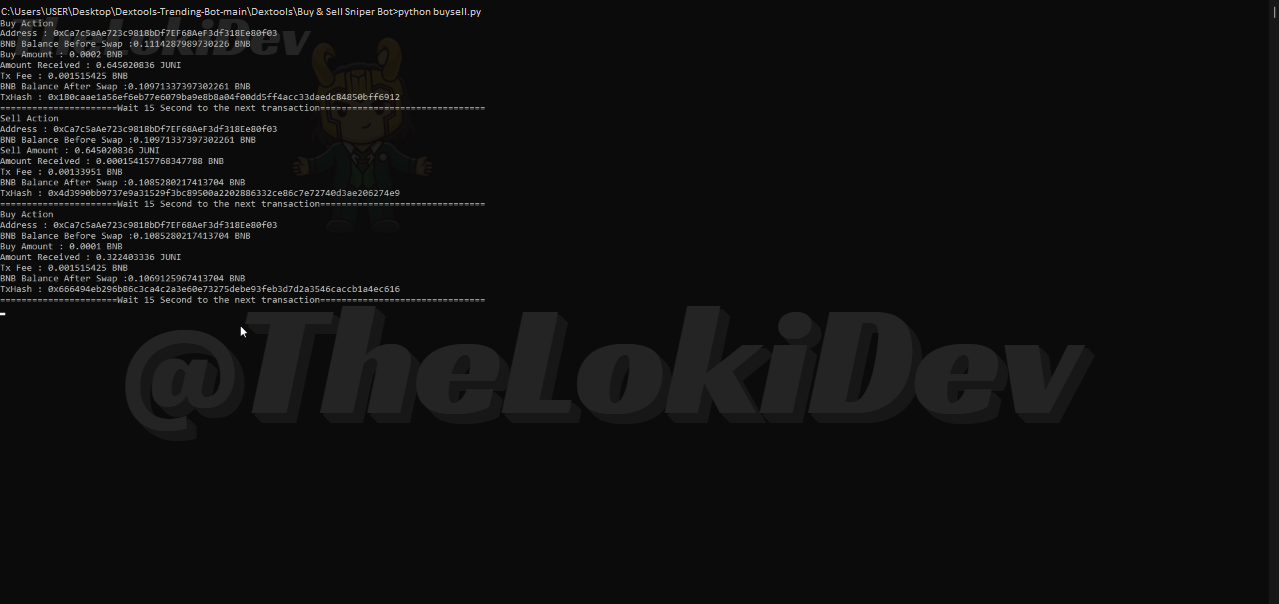 C:\Users\USER\Desktop\Dextools-Trending-Bot-main\Dextools\Buy & Sell Sniper Bot>python buysell.py
Buy Action
Address : 0xCa7c5aAe723c9818bDf7EF68AeF3df318Ee80f03
BNB Balance Before Swap :0.1114287989730226 BNB
Buy Amount : 0.0002 BNB
Amount Received : 0.645020836 JUNI
Tx Fee : 0.001515425 BNB
BNB Balance After Swap :0.10971337397302261 BNB
TxHash : 0x180caae1a56ef6eb77e6079ba9e8b8a04f00dd5ff4acc33daedc84850bff6912
======================Wait 15 Second to the next transaction===============================
Sell Action
Address : 0xCa7c5aAe723c9818bDf7EF68AeF3df318Ee80f03
BNB Balance Before Swap :0.10971337397302261 BNB
Sell Amount : 0.645020836 JUNI
Amount Received : 0.000154157768347788 BNB
Tx Fee : 0.00133951 BNB
BNB Balance After Swap :0.1085280217413704 BNB
TxHash : 0x4d3990bb9737e9a31529f3bc89500a2202886332ce86c7e72740d3ae206274e9
======================Wait 15 Second to the next transaction===============================
Buy Action
Address : 0xCa7c5aAe723c9818bDf7EF68AeF3df318Ee80f03
BNB Balance Before Swap :0.1085280217413704 BNB
Buy Amount : 0.0001 BNB
Amount Received : 0.322403336 JUNI
Tx Fee : 0.001515425 BNB
BNB Balance After Swap :0.1069125967413704 BNB
TxHash : 0x666494eb296b86c3ca4c2a3e60e73275debe93feb3d7d2a3546caccb1a4ec616
======================Wait 15 Second to the next transaction===============================
TheLokiDev
@TheLokiDev